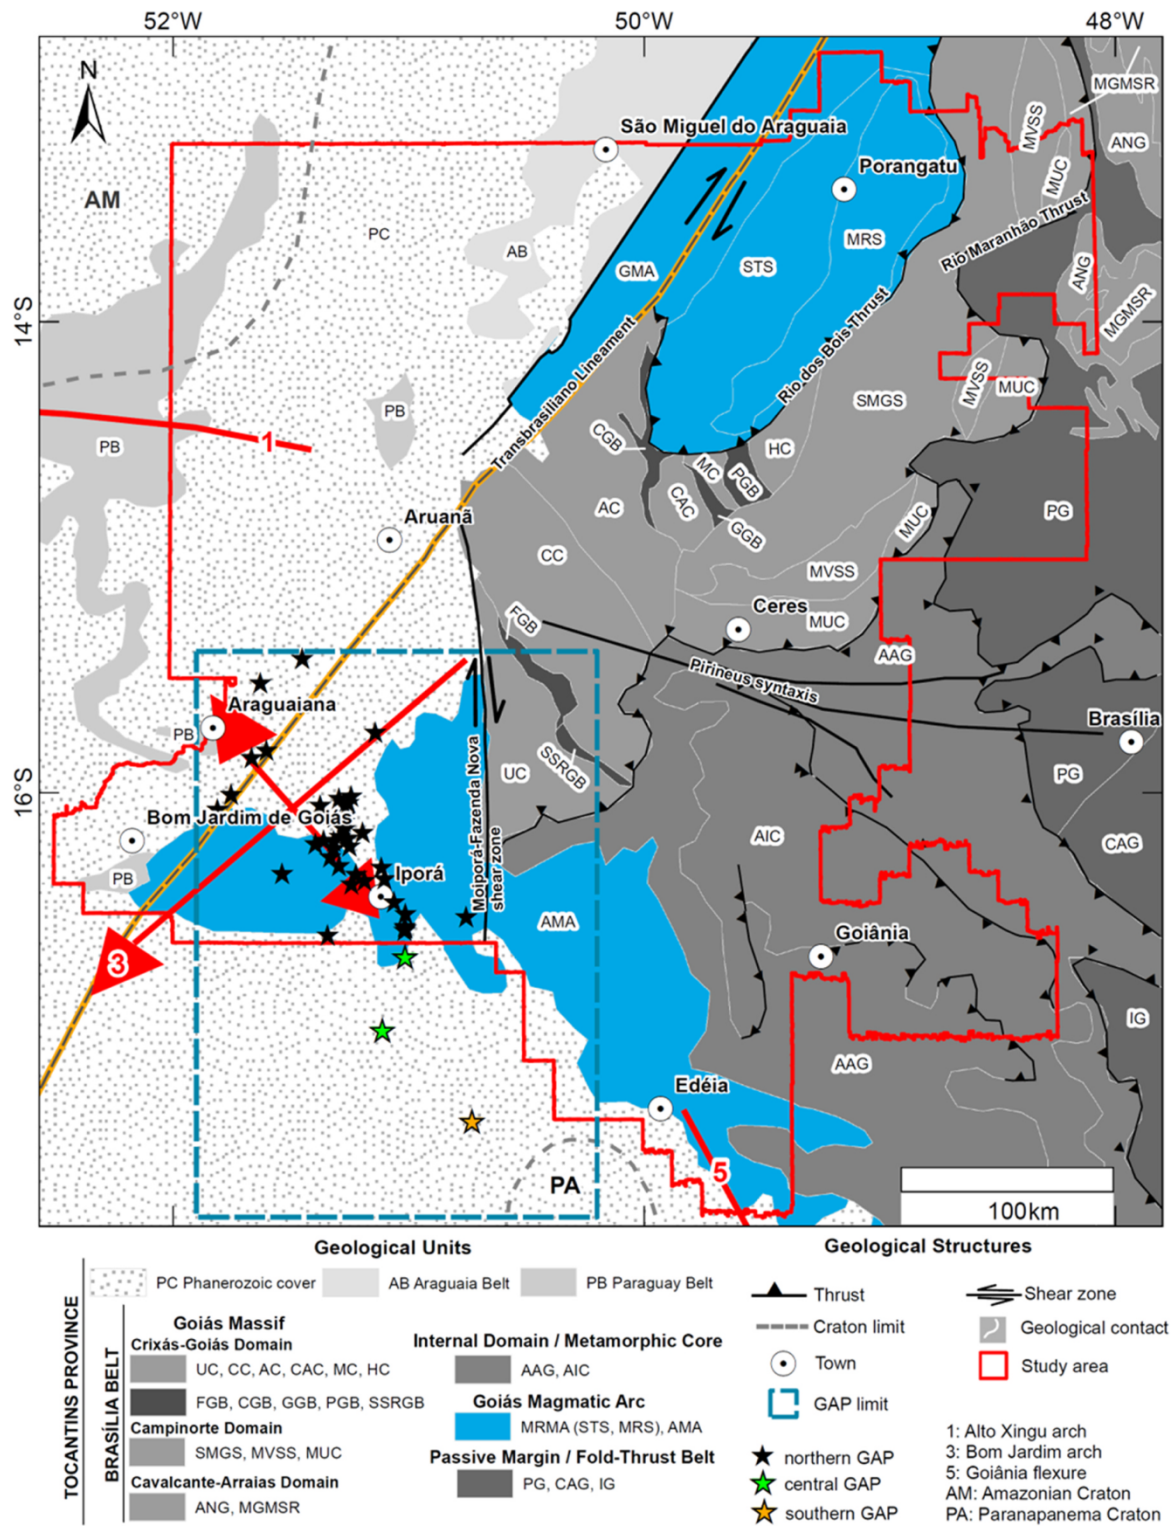 52°W 50°W 48°W
N
MGMSR
MVSS
ANG
São Miguel do Araguaia
Porangatu
MUC
AM
PC
AB
MRS
Rio Maranhão Thrust
GMA
STS
ANG
MGMSR
14°S
Transbrasiliano Lineament
Rio dos Bois Thrust
MVSS
MUC
SMGS
PB
PB
1
CGB
HC
MC
PGB
CAC
AC
GGB
MUC
PG
Aruanã
CC
MVSS
Ceres
MUC
FGB
AAG
Pirineus syntaxis
Araguaiana
PB
Brasília
SSRGB
UC
PG
16°S
Moiporá-Fazenda Nova
shear zone
Bom Jardim de Goiás
AIC
CAG
PB
Iporá
AMA
Goiânia
3
IG
AAG
Edéia
5
PA
100km
Geological Units
PC Phanerozoic cover
AB Araguaia Belt
PB Paraguay Belt
TOCANTINS PROVINCE
BRASÍLIA BELT
Goiás Massif
Crixás-Goiás Domain
UC, CC, AC, CAC, MC, HC
FGB, CGB, GGB, PGB, SSRGB
Campinorte Domain
SMGS, MVSS, MUC
Cavalcante-Arraias Domain
ANG, MGMSR
Internal Domain / Metamorphic Core
AAG, AIC
Goiás Magmatic Arc
MRMA (STS, MRS), AMA
Passive Margin / Fold-Thrust Belt
PG, CAG, IG
Geological Structures
Thrust
Craton limit
Town
GAP limit
northern GAP
central GAP
southern GAP
Shear zone
Geological contact
Study area
1: Alto Xingu arch
3: Bom Jardim arch
5: Goiânia flexure
AM: Amazonian Craton
PA: Paranapanema Craton